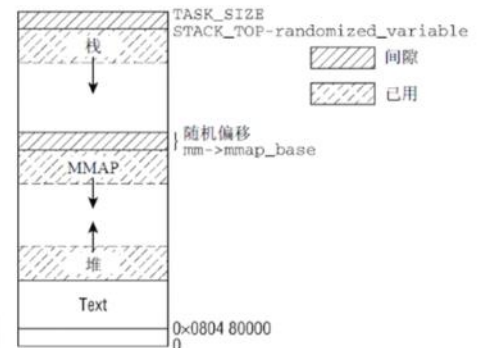 TASK_SIZE
STACK_TOP-randomized_variable
栈
间隙
已用
随机偏移
mm->mmap_base
MMAP
堆
Text
0×0804 80000
0